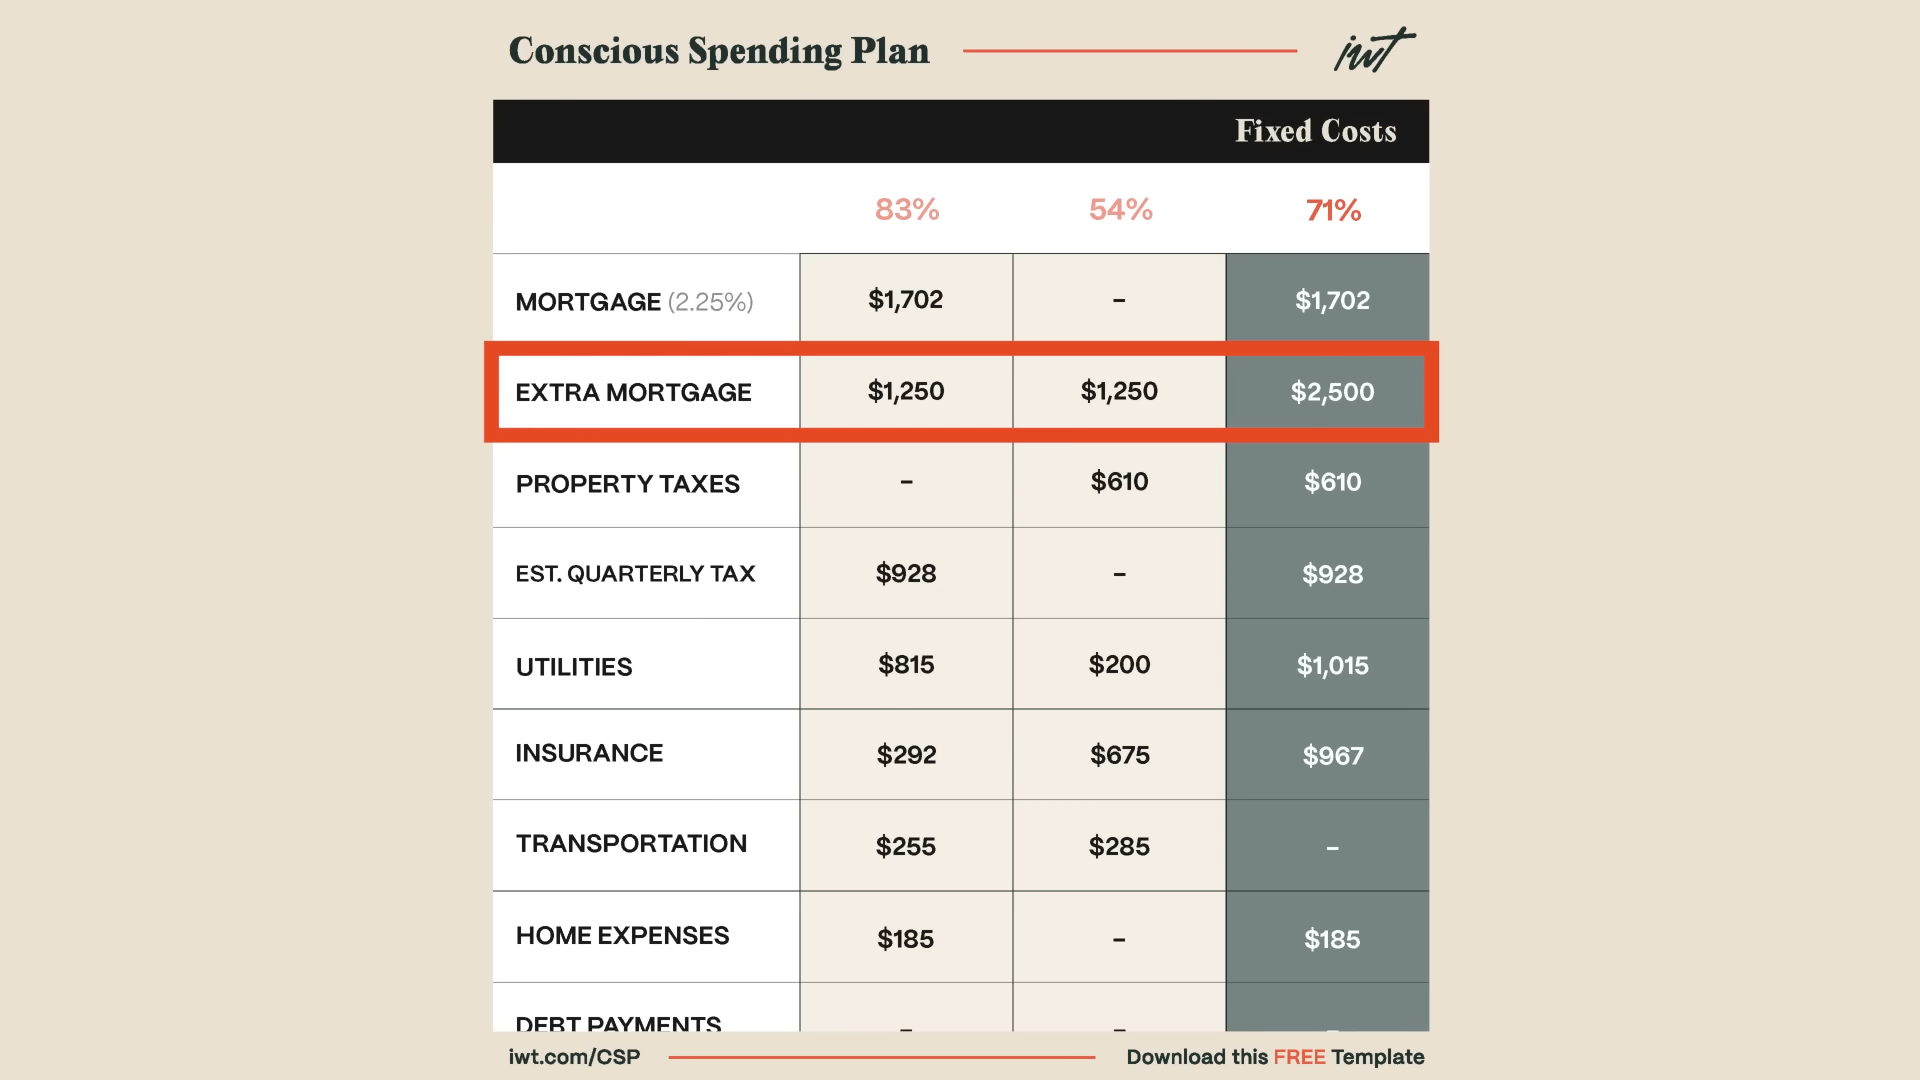 Conscious Spending Plan iwt
Fixed Costs
83% 54% 71%
MORTGAGE (2.25%) $1,702 – $1,702
EXTRA MORTGAGE $1,250 $1,250 $2,500
PROPERTY TAXES – $610 $610
EST. QUARTERLY TAX $928 – $928
UTILITIES $815 $200 $1,015
INSURANCE $292 $675 $967
TRANSPORTATION $255 $285 –
HOME EXPENSES $185 – $185
DEBT PAYMENTS – – –
iwt.com/CSP Download this FREE Template